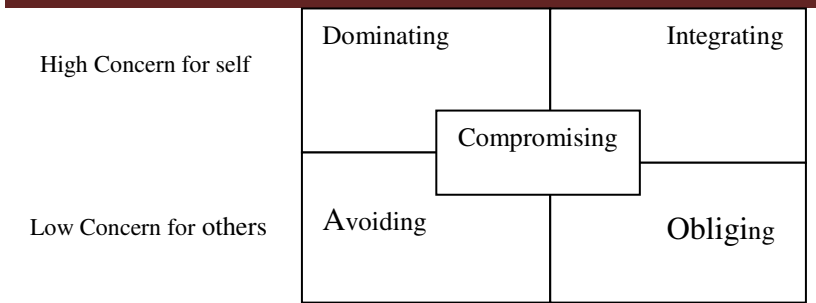 Dominating Integrating
High Concern for self
Compromising
Low Concern for others
Avoiding
Obliging